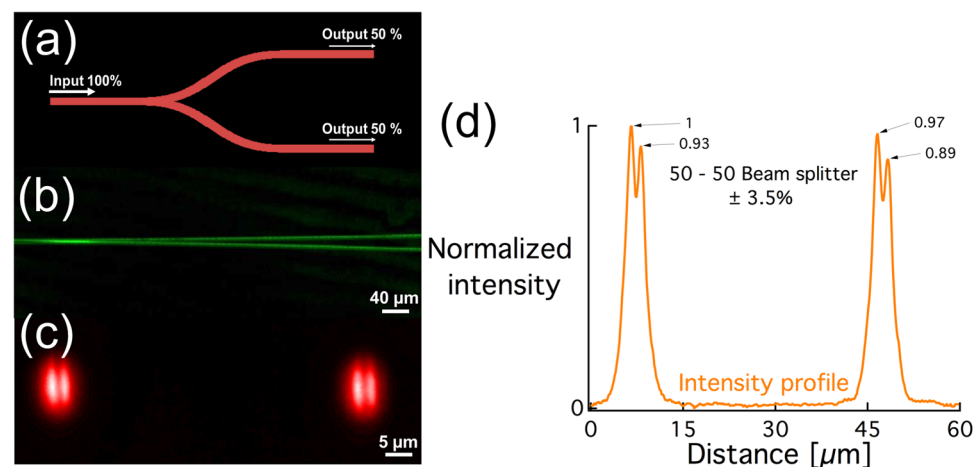 (a)
Output 50 %
Input 100%
Output 50 %
(b)
40 µm
(c)
5 µm
(d)
1
1
0.93
0.97
0.89
50 - 50 Beam splitter
± 3.5%
Normalized
intensity
Intensity profile
0
0
15
30
45
60
Distance [µm]